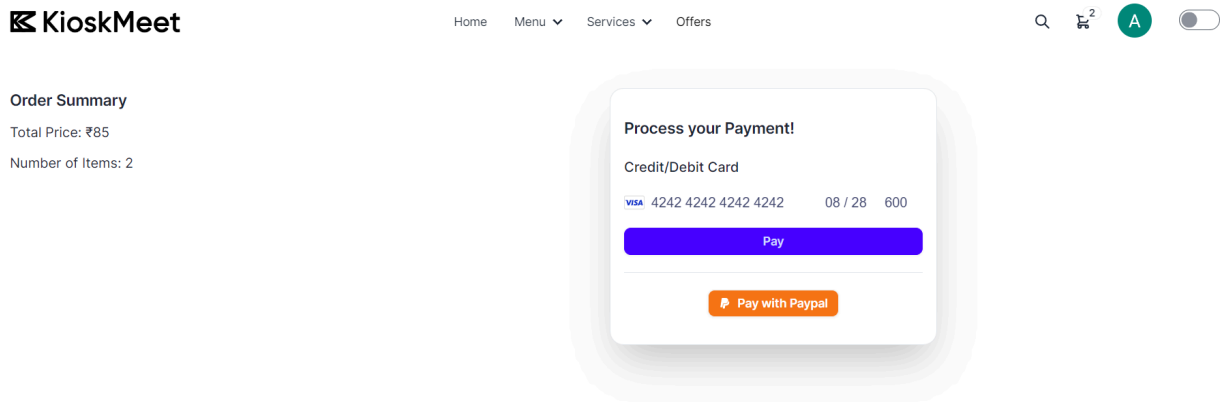 KioskMeet
Home Menu Services Offers
2
A
Order Summary
Total Price: ₹85
Number of Items: 2
Process your Payment!
Credit/Debit Card
VISA 4242 4242 4242 4242 08 / 28 600
Pay
Pay with Paypal